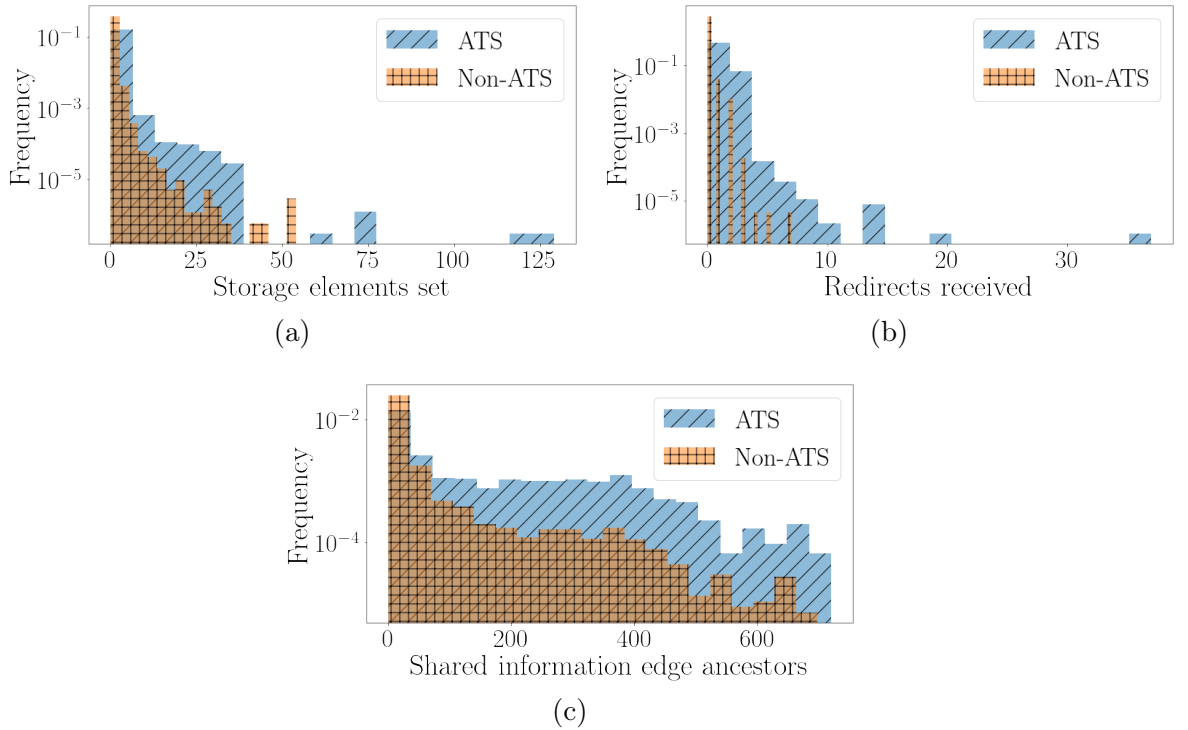 10⁻¹
10⁻³
10⁻⁵
Frequency
ATS
Non-ATS
0 25 50 75 100 125
Storage elements set
(a)
10⁻¹
10⁻³
10⁻⁵
Frequency
ATS
Non-ATS
0 10 20 30
Redirects received
(b)
10⁻²
10⁻⁴
Frequency
ATS
Non-ATS
0 200 400 600
Shared information edge ancestors
(c)